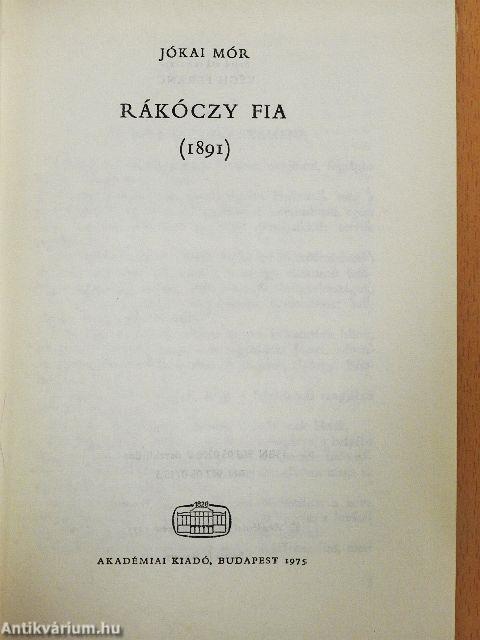 JÓKAI MÓR
RÁKÓCZY FIA
(1891)
1828
AKADÉMIAI KIADÓ, BUDAPEST 1975
Antikvárium.hu